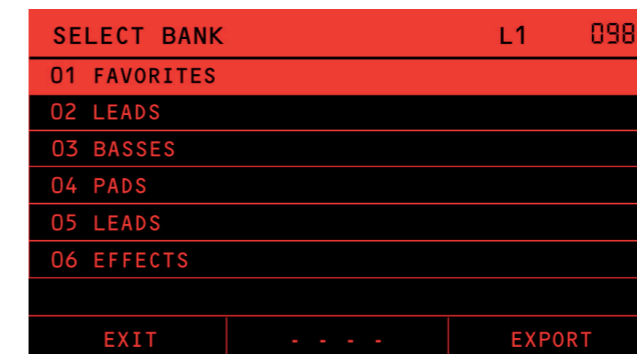 SELECT BANK L1 098
01 FAVORITES
02 LEADS
03 BASSES
04 PADS
05 LEADS
06 EFFECTS
EXIT - - - - EXPORT